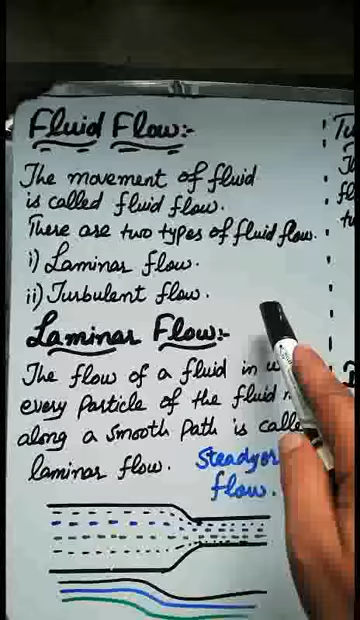 Fluid Flow:-
The movement of fluid
is called fluid flow.
There are two types of fluid flow.
i) Laminar flow.
ii) Turbulent flow.
Laminar Flow:-
The flow of a fluid in
every Particle of the fluid
along a smooth Path is
laminar flow. Steady or
flow.